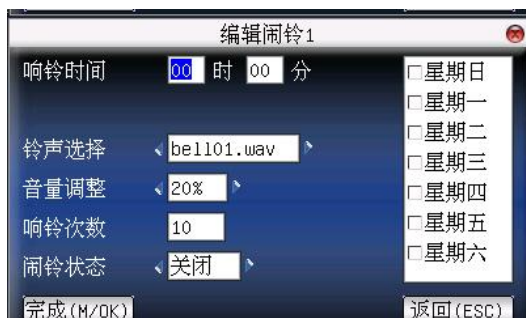 编辑闹铃1
响铃时间 00 时 00 分
铃声选择 bell01.wav
音量调整 20%
响铃次数 10
闹铃状态 关闭
星期日
星期一
星期二
星期三
星期四
星期五
星期六
完成(M/OK) 返回(ESC)